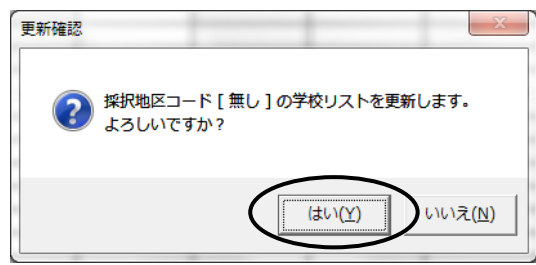 更新確認
採択地区コード [ 無し ] の学校リストを更新します。
よろしいですか？
はい(Y)
いいえ(N)